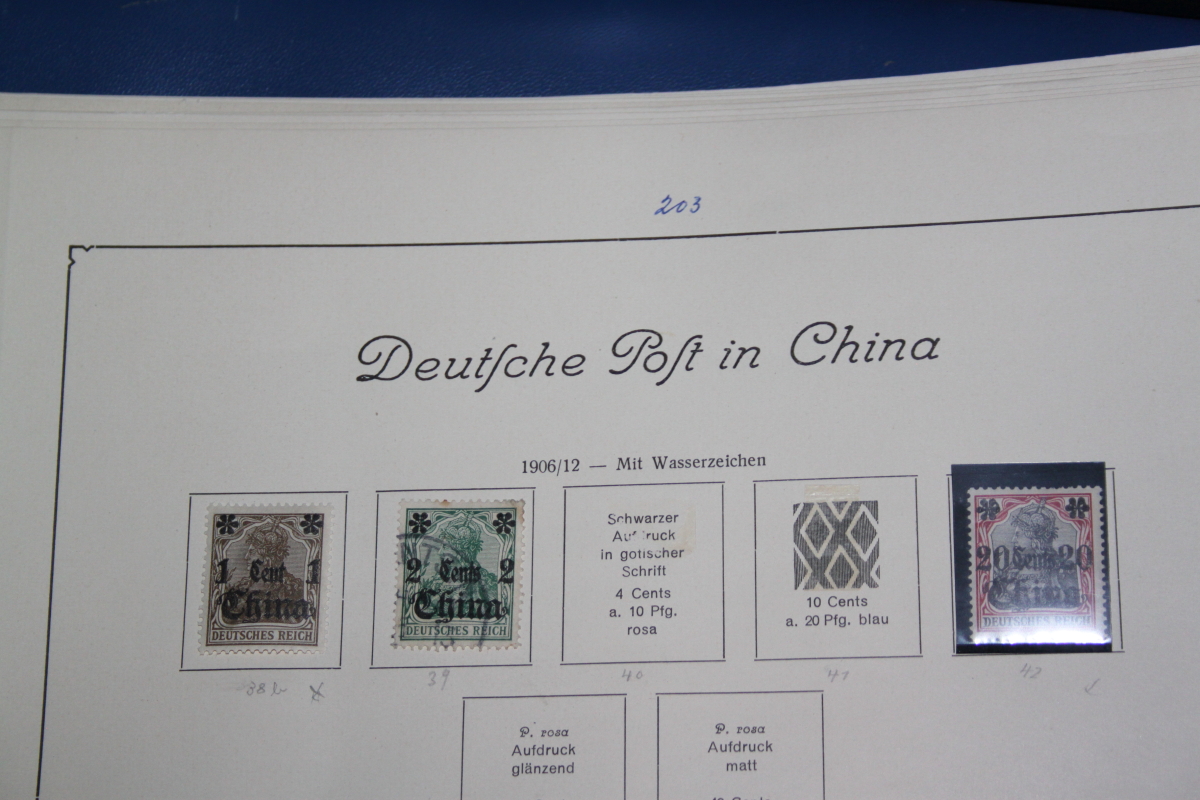 203
Deutſche Poſt in China
1906/12 — Mit Wasserzeichen
1 Cent 1
China
DEUTSCHES REICH
2 Cents 2
China
DEUTSCHES REICH
Schwarzer
Aufdruck
in gotischer
Schrift
4 Cents
a. 10 Pfg.
rosa
10 Cents
a. 20 Pfg. blau
20 Cents 20
China
DEUTSCHES REICH
38b
39
40
41
42
P. rosa
Aufdruck
glänzend
P. rosa
Aufdruck
matt